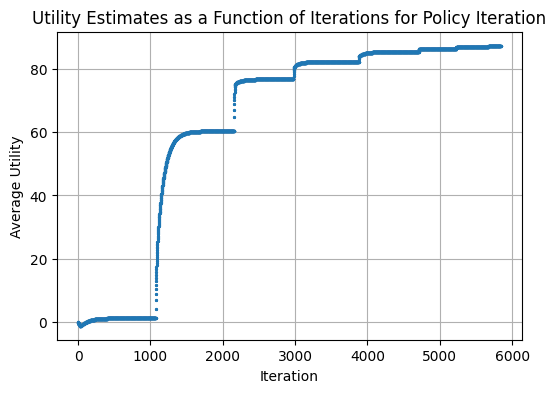 Utility Estimates as a Function of Iterations for Policy Iteration
80
60
40
20
0
Average Utility
0 1000 2000 3000 4000 5000 6000
Iteration